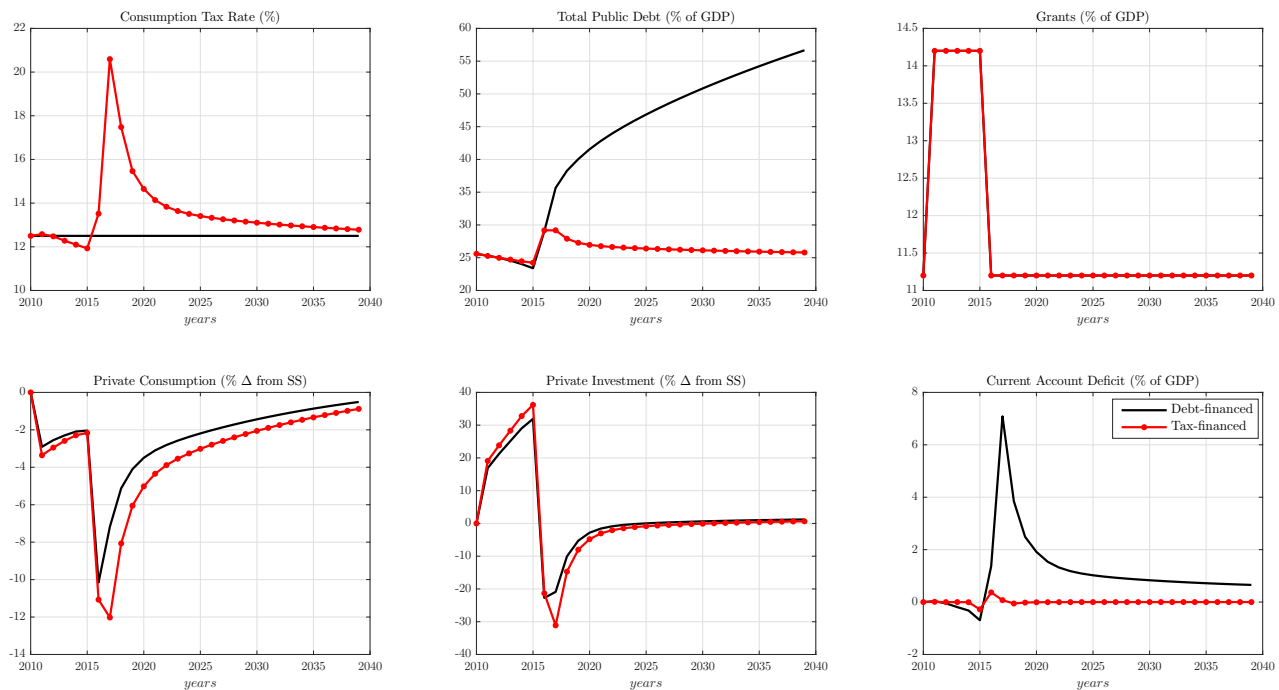 Consumption Tax Rate (%)
22
20
18
16
14
12
10
2010 2015 2020 2025 2030 2035 2040
years
Total Public Debt (% of GDP)
60
55
50
45
40
35
30
25
20
2010 2015 2020 2025 2030 2035 2040
years
Grants (% of GDP)
14.5
14
13.5
13
12.5
12
11.5
11
2010 2015 2020 2025 2030 2035 2040
years
Private Consumption (% Δ from SS)
0
-2
-4
-6
-8
-10
-12
-14
2010 2015 2020 2025 2030 2035 2040
years
Private Investment (% Δ from SS)
40
30
20
10
0
-10
-20
-30
-40
2010 2015 2020 2025 2030 2035 2040
years
Current Account Deficit (% of GDP)
8
6
4
2
0
-2
Debt-financed
Tax-financed
2010 2015 2020 2025 2030 2035 2040
years